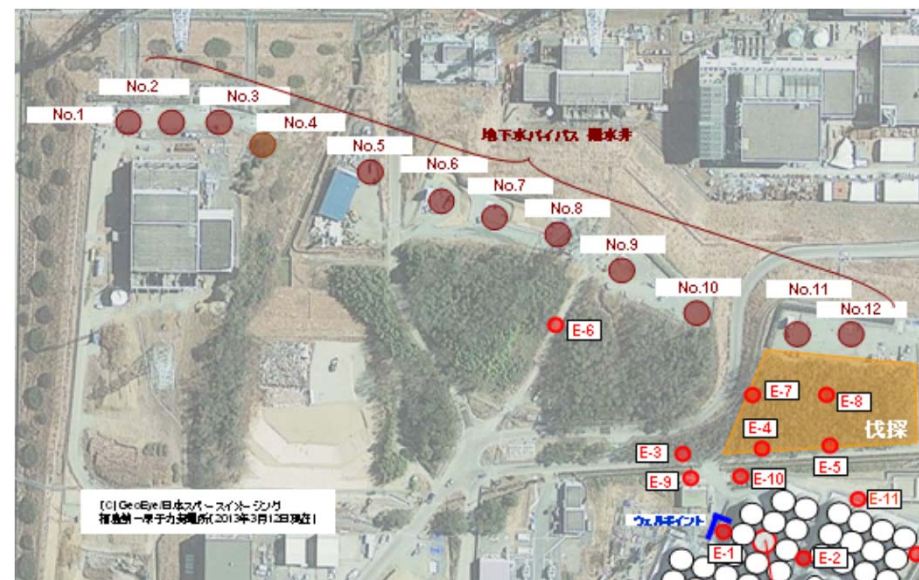 No.2
No.3
No.1
No.4
地下水バイパス 揚水井
No.5
No.6
No.7
No.8
No.9
No.10
No.11
No.12
E-6
E-7
E-8
伐採
E-4
E-3
E-5
E-9
E-10
E-11
ウェルポイント
E-1
E-2
(C)GeoEye/日本スペースイメージング
福島第一原子力発電所(2013年3月12日現在)